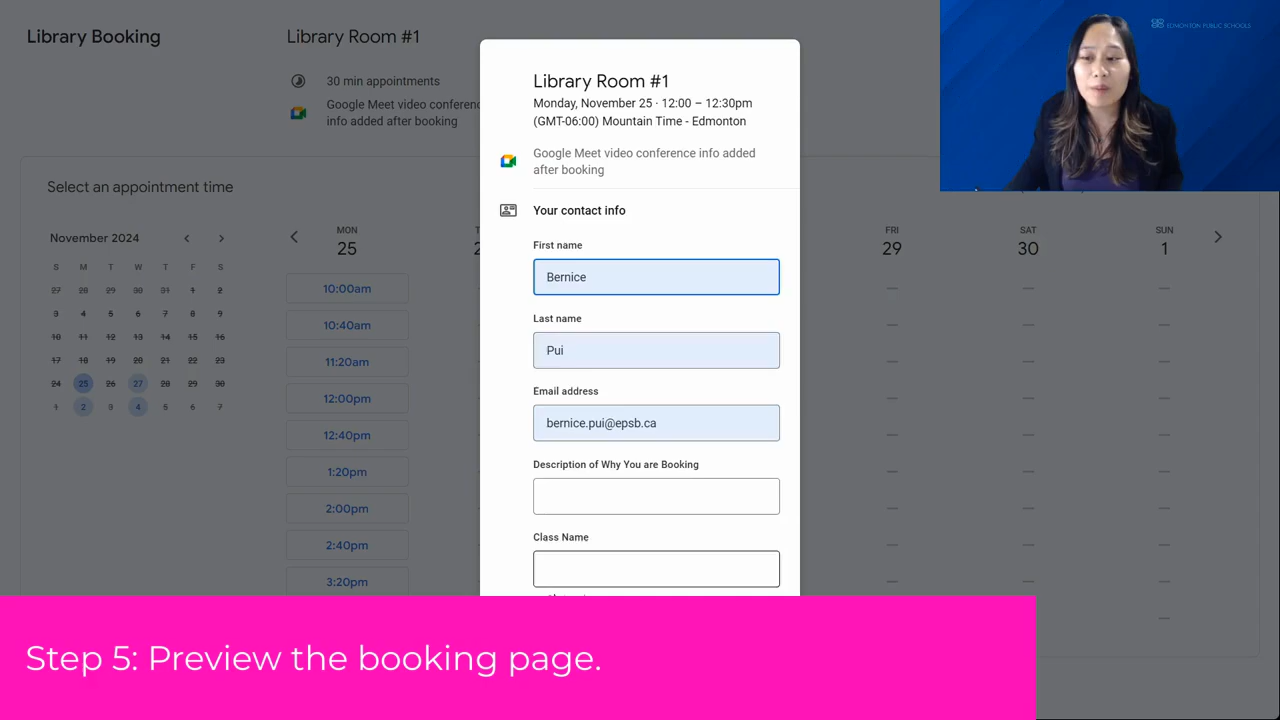 Library Booking
Library Room #1
30 min appointments
Google Meet video conferenc
info added after booking
EDMONTON PUBLIC SCHOOLS
Library Room #1
Monday, November 25 · 12:00 – 12:30pm
(GMT-06:00) Mountain Time - Edmonton
Google Meet video conference info added
after booking
Your contact info
First name
Bernice
Last name
Pui
Email address
bernice.pui@epsb.ca
Description of Why You are Booking
Class Name
Select an appointment time
November 2024
S M T W T F S
27 28 29 30 31 1 2
3 4 5 6 7 8 9
10 11 12 13 14 15 16
17 18 19 20 21 22 23
24 25 26 27 28 29 30
1 2 3 4 5 6 7
MON
25
FRI
29
SAT
30
SUN
1
10:00am
10:40am
11:20am
12:00pm
12:40pm
1:20pm
2:00pm
2:40pm
3:20pm
Step 5: Preview the booking page.